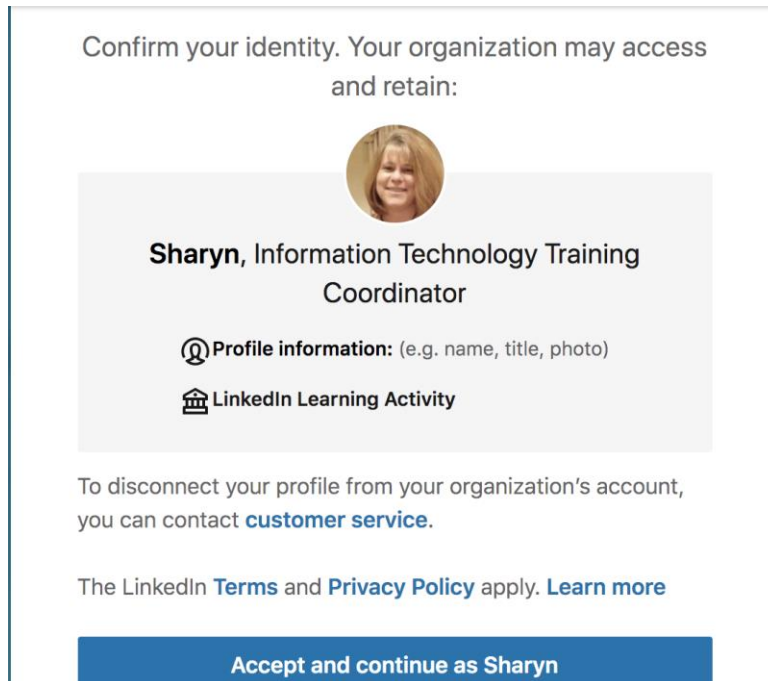 Confirm your identity. Your organization may access
and retain:
Sharyn, Information Technology Training
Coordinator
Profile information: (e.g. name, title, photo)
LinkedIn Learning Activity
To disconnect your profile from your organization’s account,
you can contact customer service.
The LinkedIn Terms and Privacy Policy apply. Learn more
Accept and continue as Sharyn